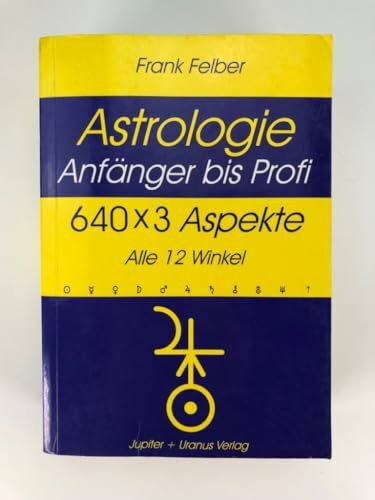 Frank Felber
Astrologie
Anfänger bis Profi
640 x 3 Aspekte
Alle 12 Winkel
Jupiter + Uranus Verlag